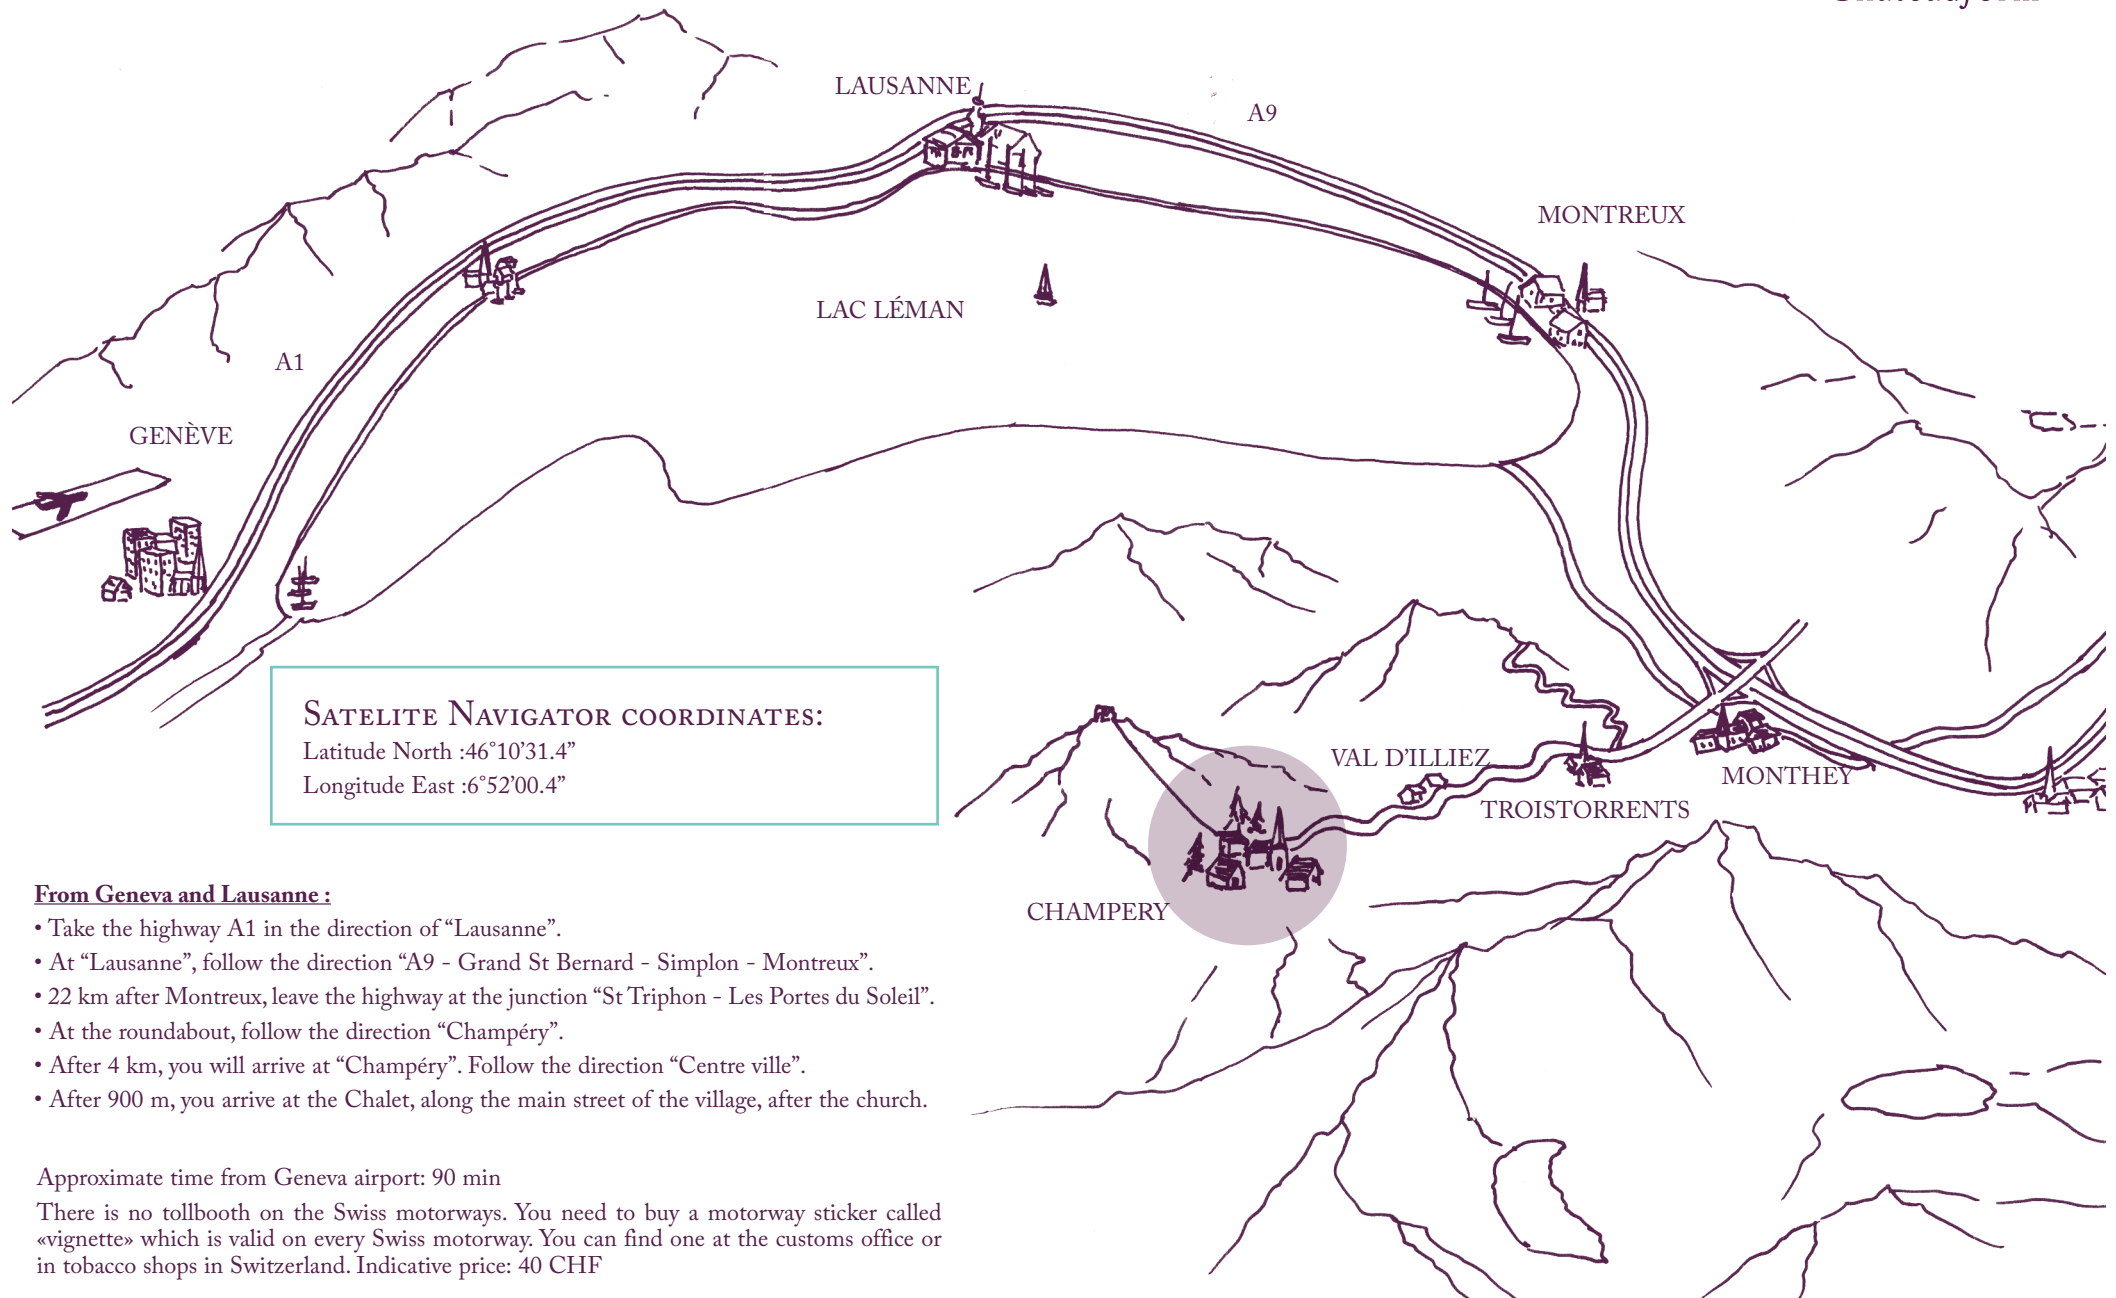 LAUSANNE
A9
MONTREUX
LAC LÉMAN
A1
GENÈVE
SATELITE NAVIGATOR COORDINATES:
Latitude North :46°10’31.4”
Longitude East :6°52’00.4”
VAL D’ILLIEZ
MONTHEY
TROISTORRENTS
CHAMPERY
From Geneva and Lausanne :
• Take the highway A1 in the direction of “Lausanne”.
• At “Lausanne”, follow the direction “A9 - Grand St Bernard - Simplon - Montreux”.
• 22 km after Montreux, leave the highway at the junction “St Triphon - Les Portes du Soleil”.
• At the roundabout, follow the direction “Champéry”.
• After 4 km, you will arrive at “Champéry”. Follow the direction “Centre ville”.
• After 900 m, you arrive at the Chalet, along the main street of the village, after the church.
Approximate time from Geneva airport: 90 min
There is no tollbooth on the Swiss motorways. You need to buy a motorway sticker called
«vignette» which is valid on every Swiss motorway. You can find one at the customs office or
in tobacco shops in Switzerland. Indicative price: 40 CHF